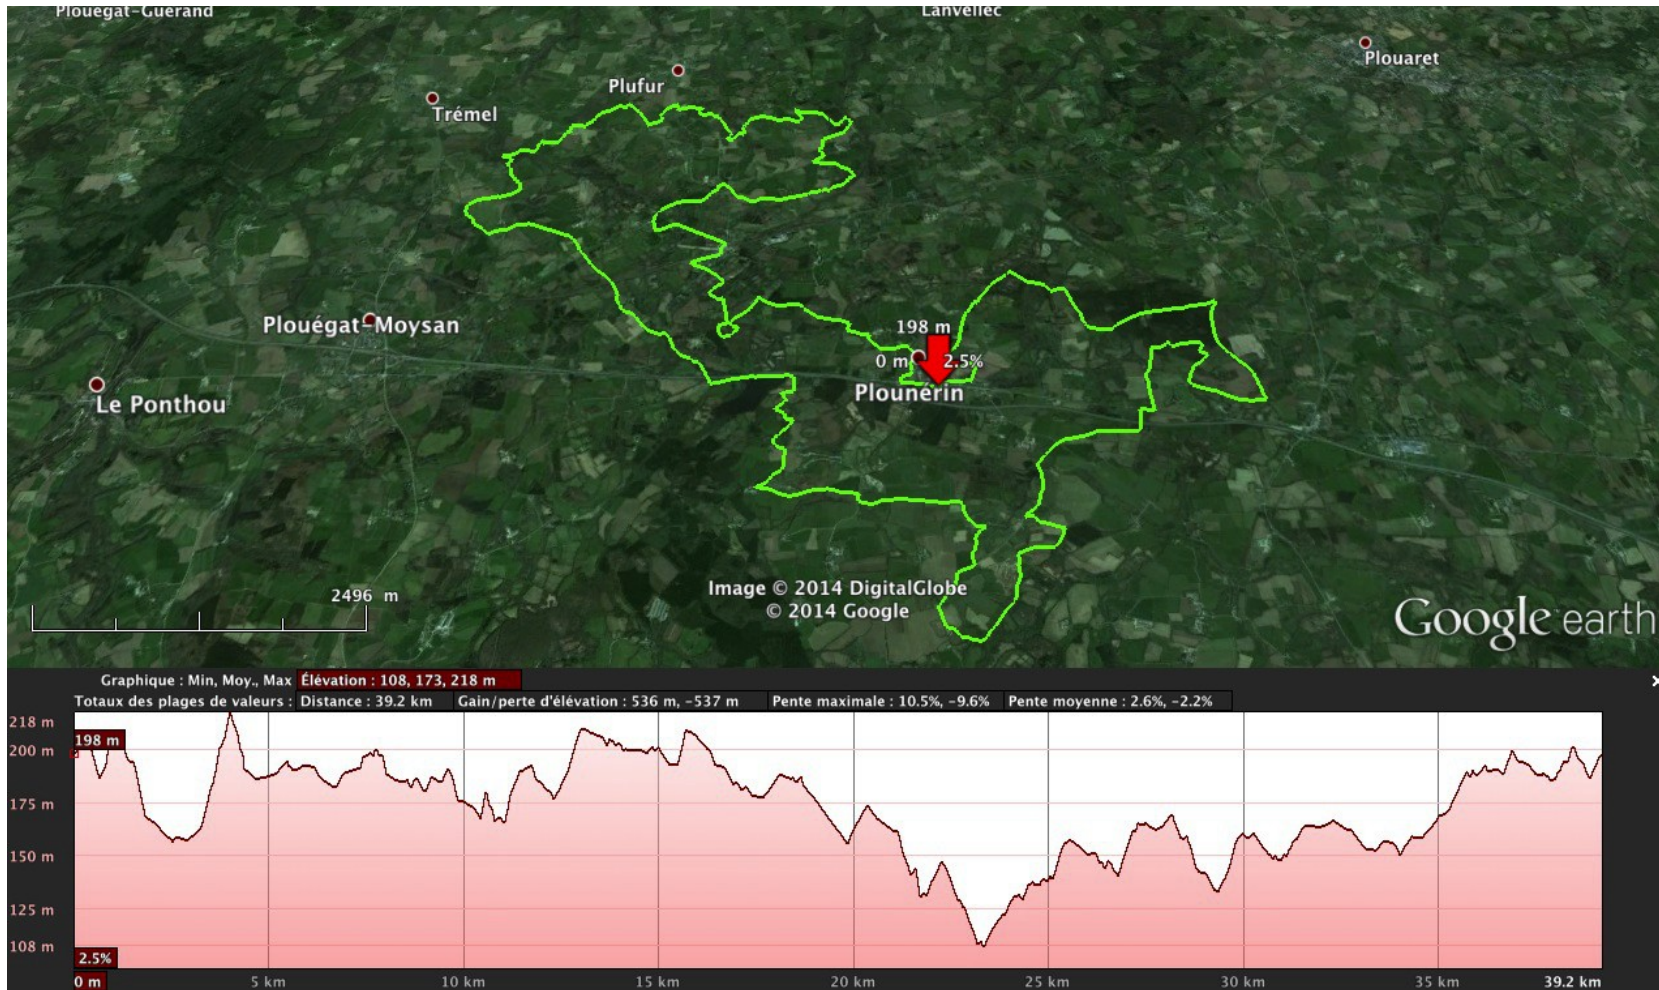 Plouégat-Guérand
Lanvéllec
Plouaret
Plufur
Trémel
Plouégat-Moysan
198 m
0 m
2.5%
Plounérin
Le Ponthou
2496 m
Image © 2014 DigitalGlobe
© 2014 Google
Google earth
Graphique : Min, Moy., Max Élévation : 108, 173, 218 m
Totaux des plages de valeurs : Distance : 39.2 km Gain/perte d'élévation : 536 m, -537 m Pente maximale : 10.5%, -9.6% Pente moyenne : 2.6%, -2.2%
218 m
198 m
200 m
175 m
150 m
125 m
108 m
2.5%
0 m 5 km 10 km 15 km 20 km 25 km 30 km 35 km 39.2 km